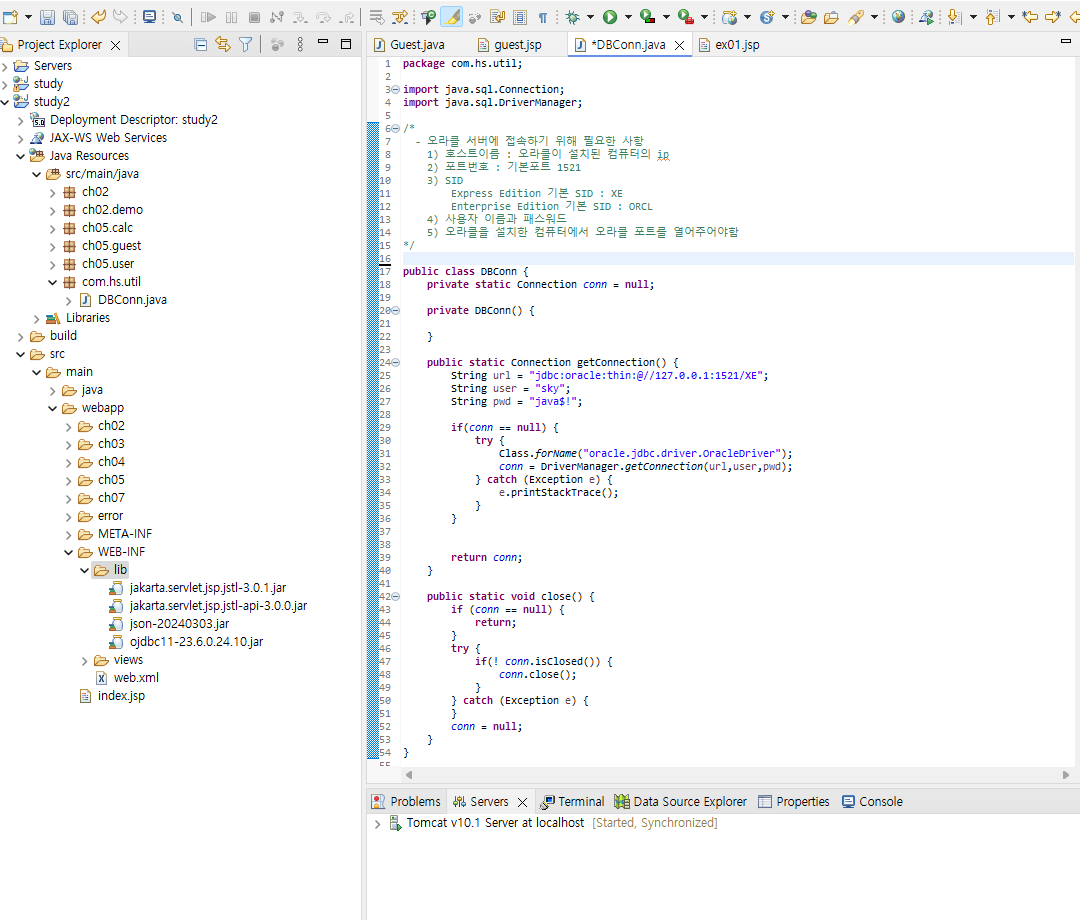 Project Explorer
Servers
study
study2
Deployment Descriptor: study2
JAX-WS Web Services
Java Resources
src/main/java
ch02
ch02.demo
ch05.calc
ch05.guest
ch05.user
com.hs.util
DBConn.java
Libraries
build
src
main
java
webapp
ch02
ch03
ch04
ch05
ch07
error
META-INF
WEB-INF
lib
jakarta.servlet.jsp.jstl-3.0.1.jar
jakarta.servlet.jsp.jstl-api-3.0.0.jar
json-20240303.jar
ojdbc11-23.6.0.24.10.jar
views
web.xml
index.jsp
Guest.java guest.jsp *DBConn.java ex01.jsp
1 package com.hs.util;
2
3 import java.sql.Connection;
4 import java.sql.DriverManager;
5
6 /*
7 - 오라클 서버에 접속하기 위해 필요한 사항
8 1) 호스트이름 : 오라클이 설치된 컴퓨터의 ip
9 2) 포트번호 : 기본포트 1521
10 3) SID
11 Express Edition 기본 SID : XE
12 Enterprise Edition 기본 SID : ORCL
13 4) 사용자 이름과 패스워드
14 5) 오라클을 설치한 컴퓨터에서 오라클 포트를 열어주어야함
15 */
16
17 public class DBConn {
18 private static Connection conn = null;
19
20 private DBConn() {
21
22 }
23
24 public static Connection getConnection() {
25 String url = "jdbc:oracle:thin:@//127.0.0.1:1521/XE";
26 String user = "sky";
27 String pwd = "java$!";
28
29 if(conn == null) {
30 try {
31 Class.forName("oracle.jdbc.driver.OracleDriver");
32 conn = DriverManager.getConnection(url,user,pwd);
33 } catch (Exception e) {
34 e.printStackTrace();
35 }
36 }
37
38
39 return conn;
40 }
41
42 public static void close() {
43 if (conn == null) {
44 return;
45 }
46 try {
47 if(! conn.isClosed()) {
48 conn.close();
49 }
50 } catch (Exception e) {
51 }
52 conn = null;
53 }
54 }
55
Problems Servers Terminal Data Source Explorer Properties Console
Tomcat v10.1 Server at localhost [Started, Synchronized]